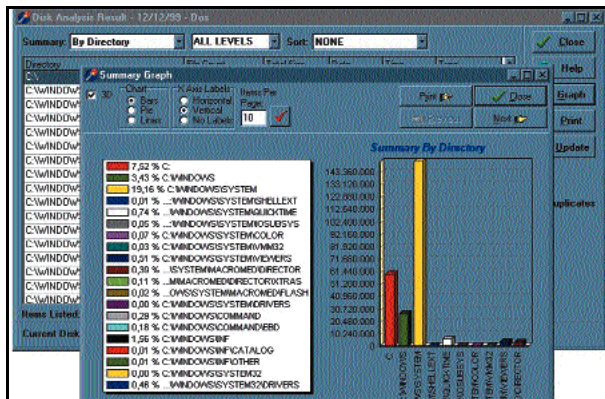 Disk Analysis Result - 12/12/99 - Dos
Summary: By Directory ALL LEVELS Sort: NONE Close
Directory
C:\
Help
Summary Graph
3D Chart X Axis Labels Items Per Page:
Bars Horizontal
Pie Vertical 10
Lines No Labels
Print Close
Previous Next
Graph
Print
Update
Summary By Directory
7,52 % C:
3,43 % C:\WINDOWS
19,16 % C:\WINDOWS\SYSTEM
0,01 % ...:\WINDOWS\SYSTEM\SHELLEXT
0,74 % ...:\WINDOWS\SYSTEM\QUICKTIME
0,05 % ...:\WINDOWS\SYSTEM\IOSUBSYS
0,07 % C:\WINDOWS\SYSTEM\COLOR
0,03 % C:\WINDOWS\SYSTEM\VMM32
0,51 % C:\WINDOWS\SYSTEM\VIEWERS
0,39 % ...\SYSTEM\MACROMED\DIRECTOR
0,11 % ...M\MACROMED\DIRECTOR\XTRAS
0,02 % ...OWS\SYSTEM\MACROMED\FLASH
0,00 % C:\WINDOWS\SYSTEM\DRIVERS
0,29 % C:\WINDOWS\COMMAND
0,18 % C:\WINDOWS\COMMAND\EBD
1,56 % C:\WINDOWS\INF
0,01 % C:\WINDOWS\INF\CATALOG
0,01 % C:\WINDOWS\INF\OTHER
0,00 % C:\WINDOWS\SYSTEM32
0,46 % ...\WINDOWS\SYSTEM32\DRIVERS
143.360.000
133.120.000
122.880.000
112.640.000
102.400.000
92.160.000
81.920.000
71.680.000
61.440.000
51.200.000
40.960.000
30.720.000
20.480.000
10.240.000
0
uplicates
Items Listed:
Current Disk